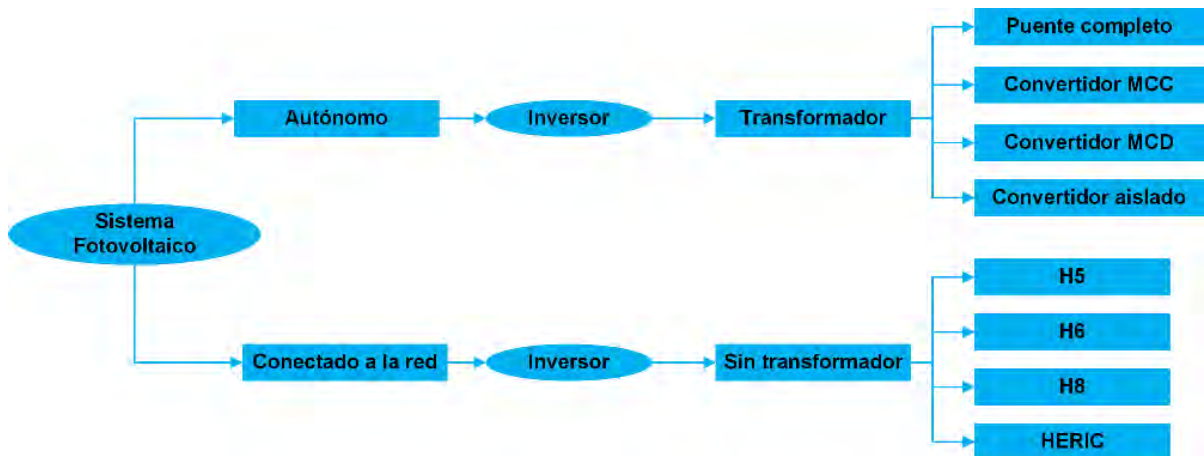 Puente completo
Convertidor MCC
Autónomo
Inversor
Transformador
Convertidor MCD
Convertidor aislado
Sistema
Fotovoltaico
H5
H6
Conectado a la red
Inversor
Sin transformador
H8
HERIC